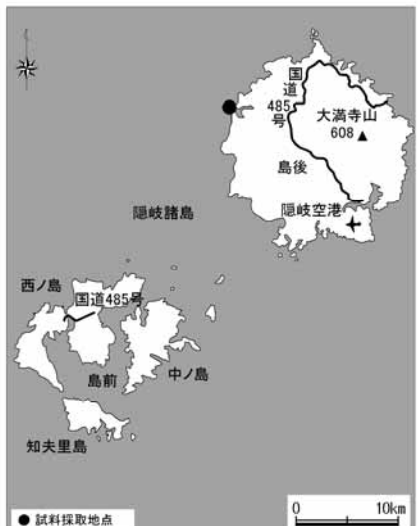 国道
485
号
大満寺山
608
島後
隠岐空港
隠岐諸島
西ノ島
国道485号
中ノ島
島前
知夫里島
0 10km
● 試料採取地点